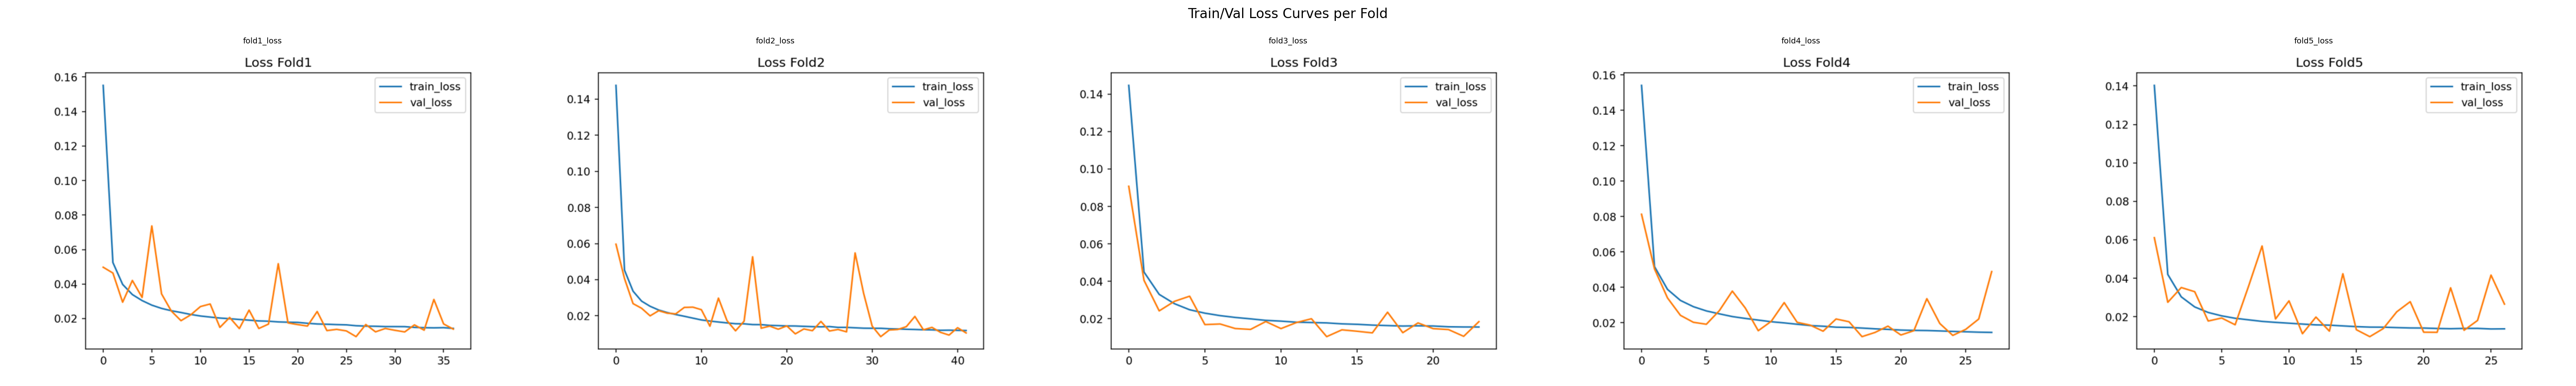 Train/Val Loss Curves per Fold
fold1_loss
Loss Fold1
train_loss
val_loss
0.16
0.14
0.12
0.10
0.08
0.06
0.04
0.02
0 5 10 15 20 25 30 35
fold2_loss
Loss Fold2
train_loss
val_loss
0.14
0.12
0.10
0.08
0.06
0.04
0.02
0 10 20 30 40
fold3_loss
Loss Fold3
train_loss
val_loss
0.14
0.12
0.10
0.08
0.06
0.04
0.02
0 5 10 15 20
fold4_loss
Loss Fold4
train_loss
val_loss
0.16
0.14
0.12
0.10
0.08
0.06
0.04
0.02
0 5 10 15 20 25
fold5_loss
Loss Fold5
train_loss
val_loss
0.14
0.12
0.10
0.08
0.06
0.04
0.02
0 5 10 15 20 25